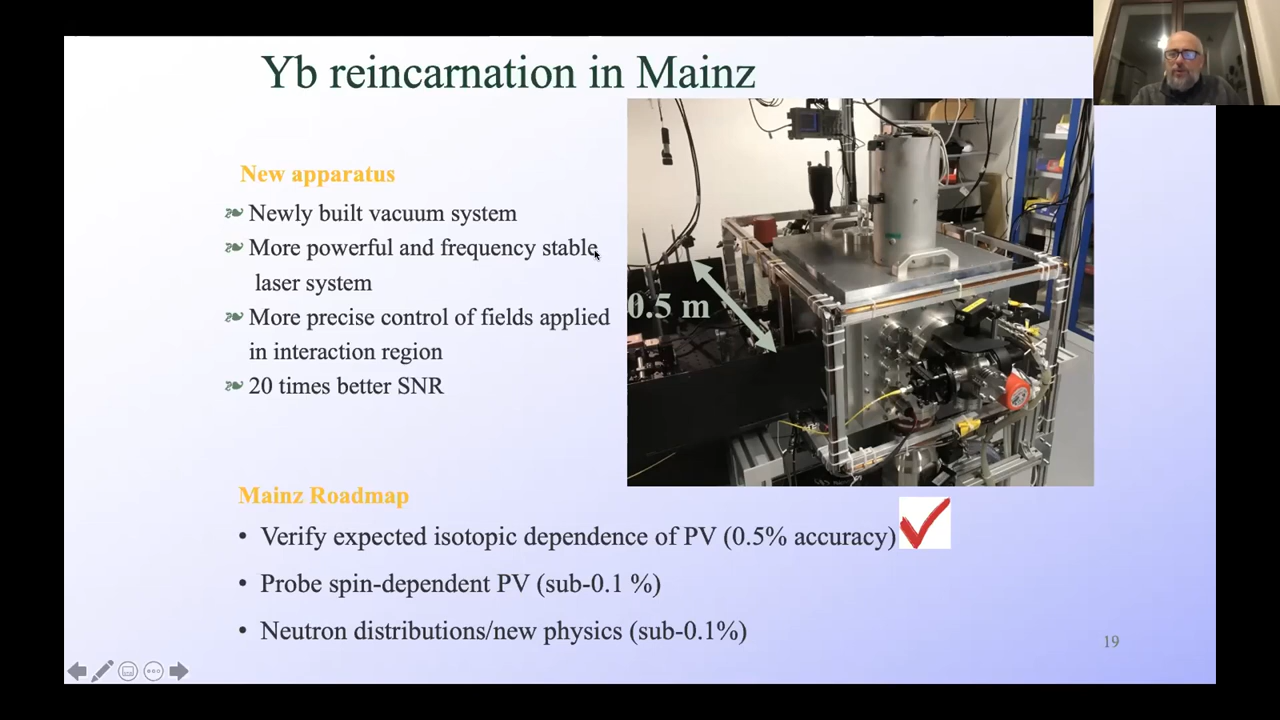 Yb reincarnation in Mainz
New apparatus
Newly built vacuum system
More powerful and frequency stable
laser system
More precise control of fields applied
in interaction region
20 times better SNR
0.5 m
Mainz Roadmap
• Verify expected isotopic dependence of PV (0.5% accuracy)
• Probe spin-dependent PV (sub-0.1 %)
• Neutron distributions/new physics (sub-0.1%)
19